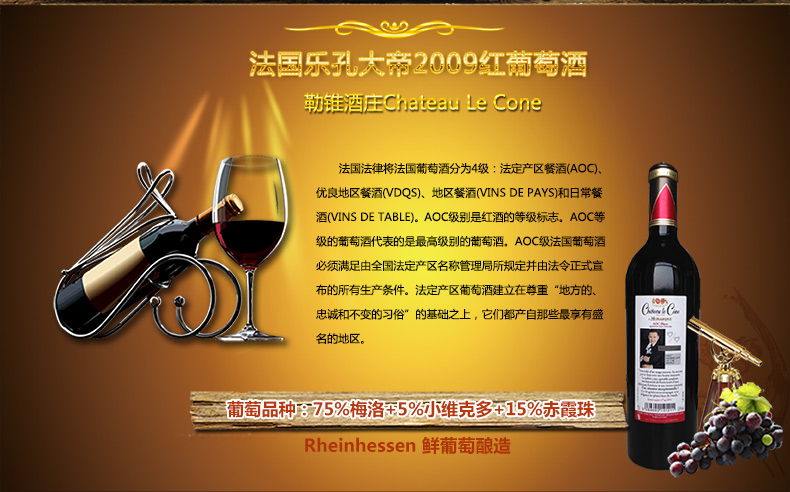 法国乐孔大帝2009红葡萄酒
勒锥酒庄Chateau Le Cone
法国法律将法国葡萄酒分为4级：法定产区餐酒(AOC)、
优良地区餐酒(VDQS)、地区餐酒(VINS DE PAYS)和日常餐
酒(VINS DE TABLE)。AOC级别是红酒的等级标志。AOC等
级的葡萄酒代表的是最高级别的葡萄酒。AOC级法国葡萄酒
必须满足由全国法定产区名称管理局所规定并由法令正式宣
布的所有生产条件。法定产区葡萄酒建立在尊重“地方的、
忠诚和不变的习俗”的基础之上，它们都产自那些最享有盛
名的地区。
Chateau le Cone
葡萄品种：75%梅洛+5%小维克多+15%赤霞珠
Rheinhessen 鲜葡萄酿造